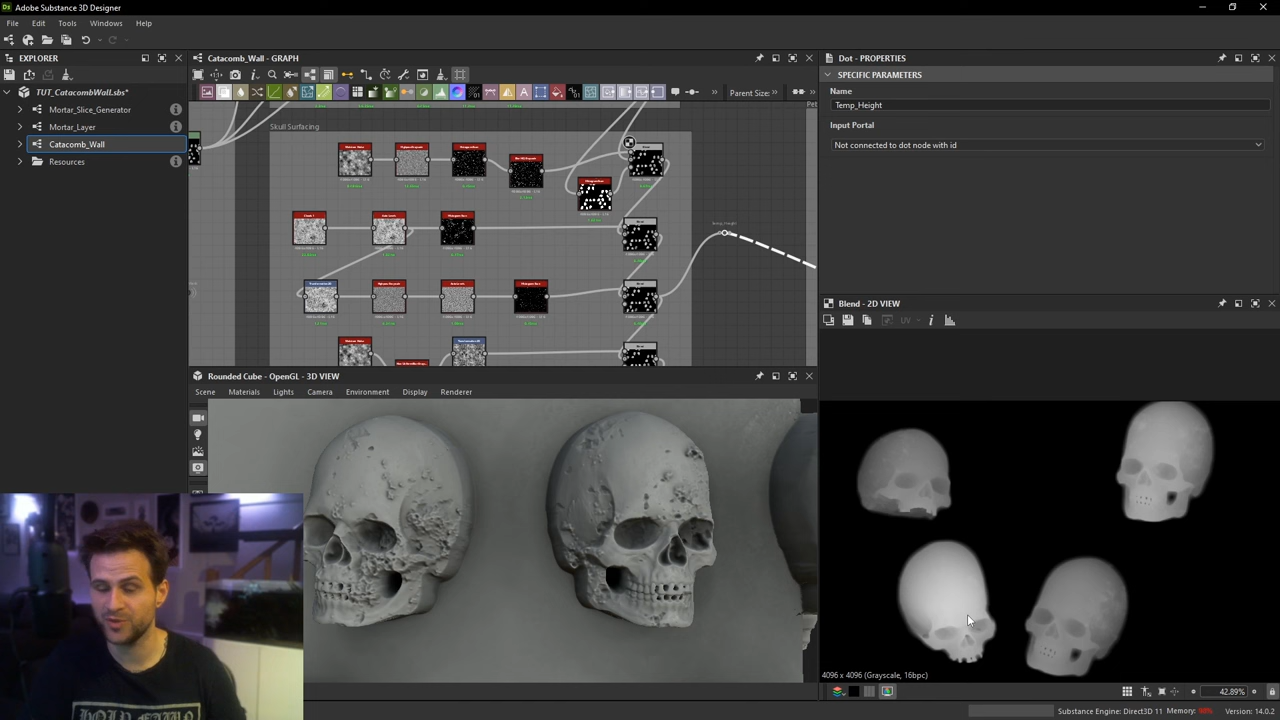 Adobe Substance 3D Designer
File Edit Tools Windows Help
EXPLORER
TUT_CatacombWall.sbs*
Mortar_Slice_Generator
Mortar_Layer
Catacomb_Wall
Resources
Catacomb_Wall - GRAPH
Parent Size:
Skull Surfacing
Rounded Cube - OpenGL - 3D VIEW
Scene Materials Lights Camera Environment Display Renderer
Dot - PROPERTIES
SPECIFIC PARAMETERS
Name
Temp_Height
Input Portal
Not connected to dot node with id
Blend - 2D VIEW
UV
4096 x 4096 (Grayscale, 16bpc)
42.89%
Substance Engine: Direct3D 11 Memory: Version: 14.0.2